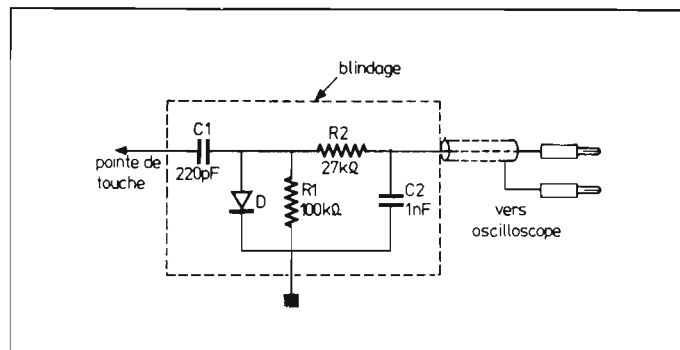 blindage
C1
220pF
pointe de
touche
D
R1
100kΩ
R2
27kΩ
C2
1nF
vers
oscilloscope